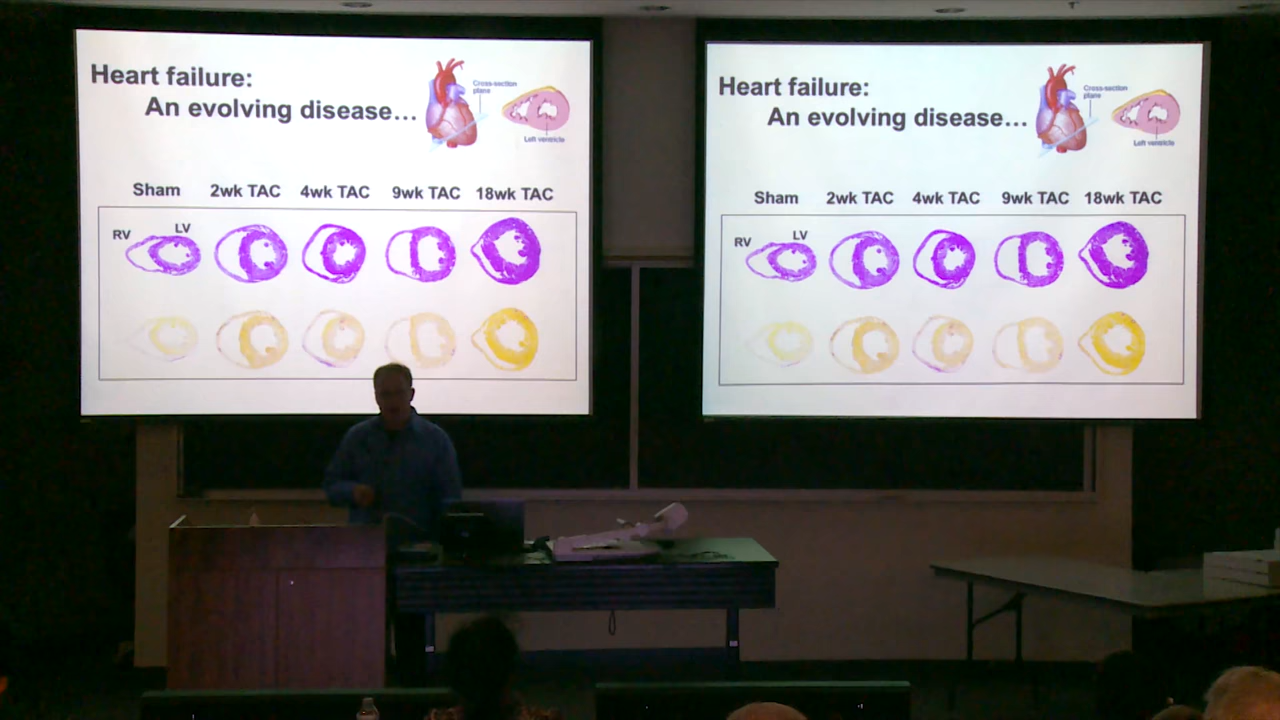 Heart failure:
An evolving disease…
Cross-section
plane
Left ventricle
Sham 2wk TAC 4wk TAC 9wk TAC 18wk TAC
RV LV
Heart failure:
An evolving disease…
Cross-section
plane
Left ventricle
Sham 2wk TAC 4wk TAC 9wk TAC 18wk TAC
RV LV